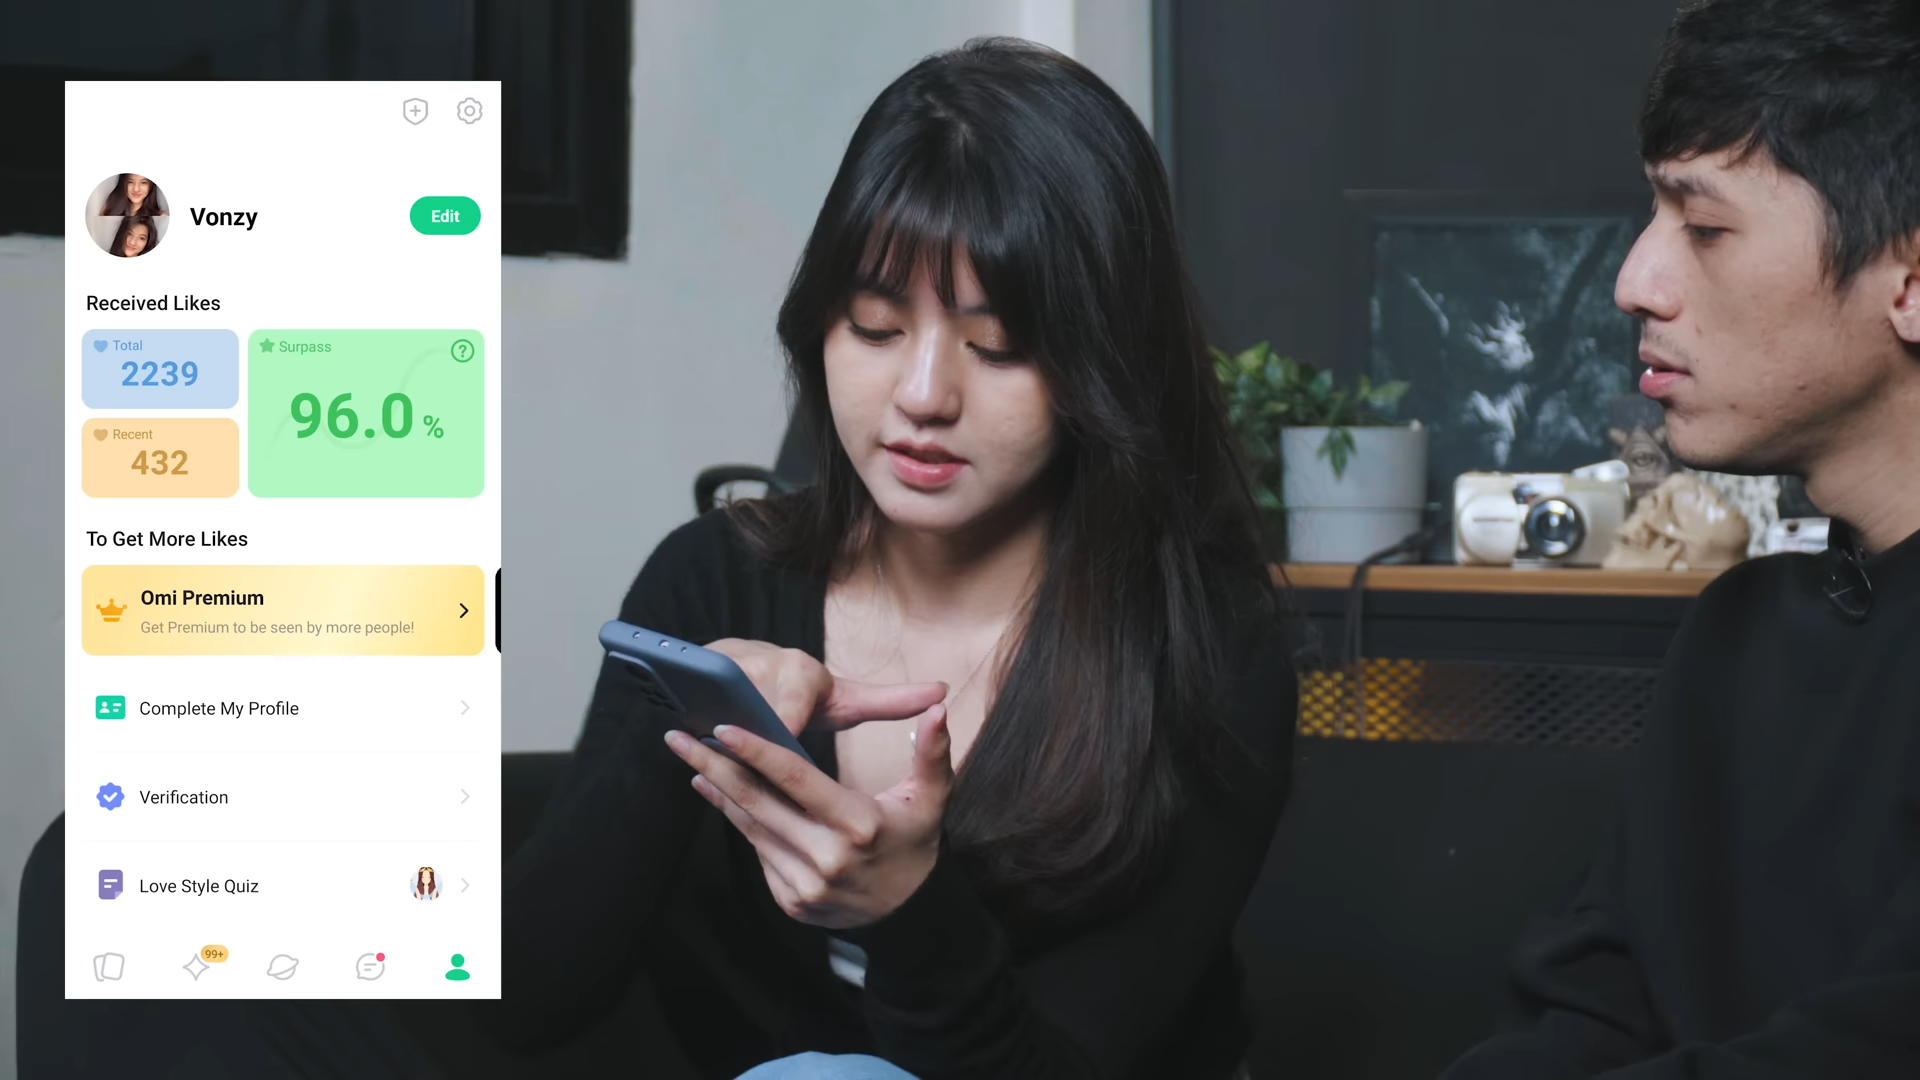 Vonzy
Edit
Received Likes
Total
2239
Surpass
96.0 %
Recent
432
To Get More Likes
Omi Premium
Get Premium to be seen by more people!
Complete My Profile
Verification
Love Style Quiz
99+